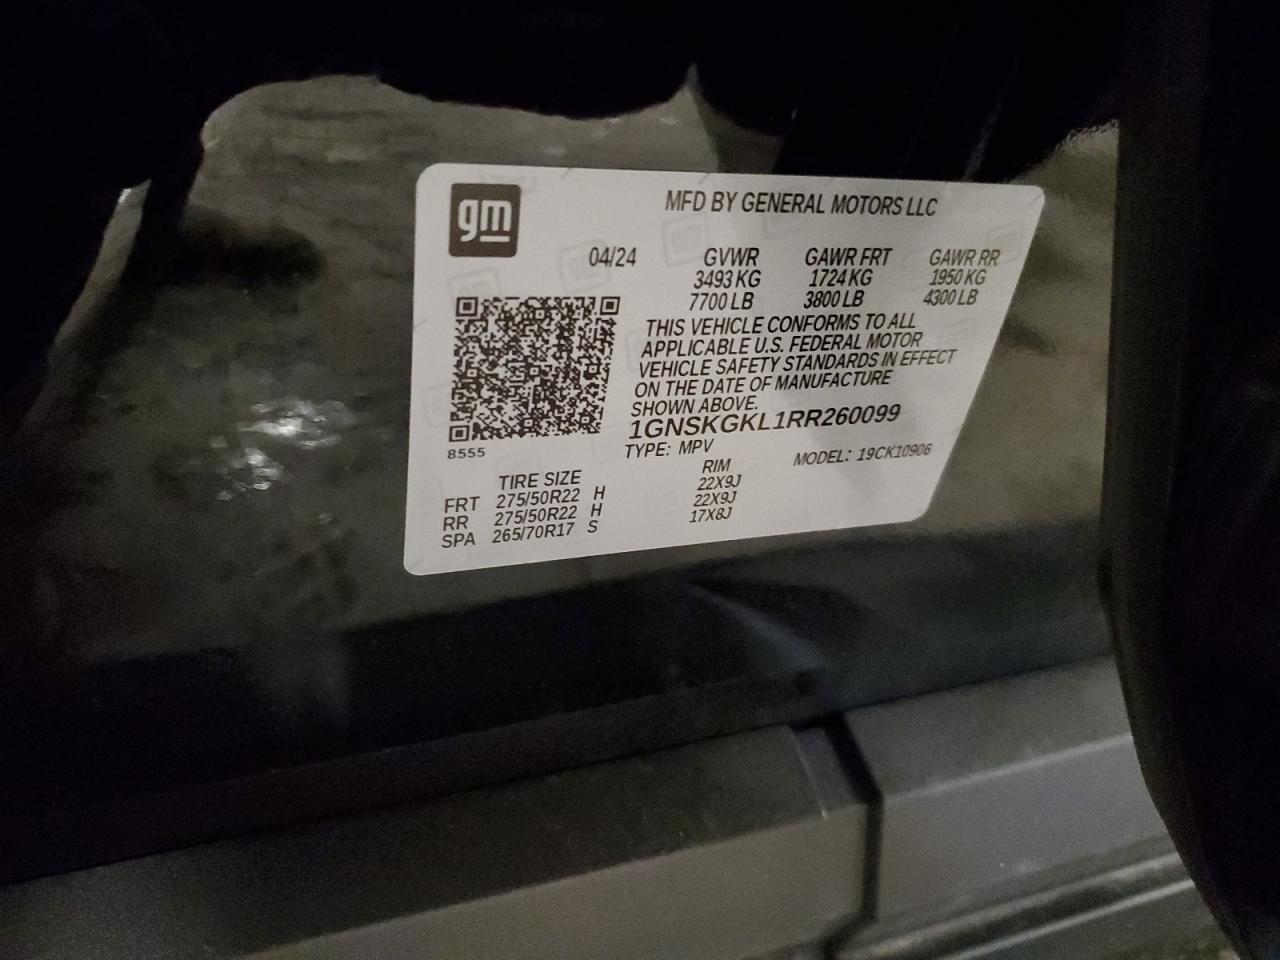 gm
MFD BY GENERAL MOTORS LLC
04/24 GVWR GAWR FRT GAWR RR
3493 KG 1724 KG 1950 KG
7700 LB 3800 LB 4300 LB
THIS VEHICLE CONFORMS TO ALL
APPLICABLE U.S. FEDERAL MOTOR
VEHICLE SAFETY STANDARDS IN EFFECT
ON THE DATE OF MANUFACTURE
SHOWN ABOVE.
1GNSKGKL1RR260099
8555
TYPE: MPV MODEL: 19CK10906
TIRE SIZE RIM
FRT 275/50R22 H 22X9J
RR 275/50R22 H 22X9J
SPA 265/70R17 S 17X8J